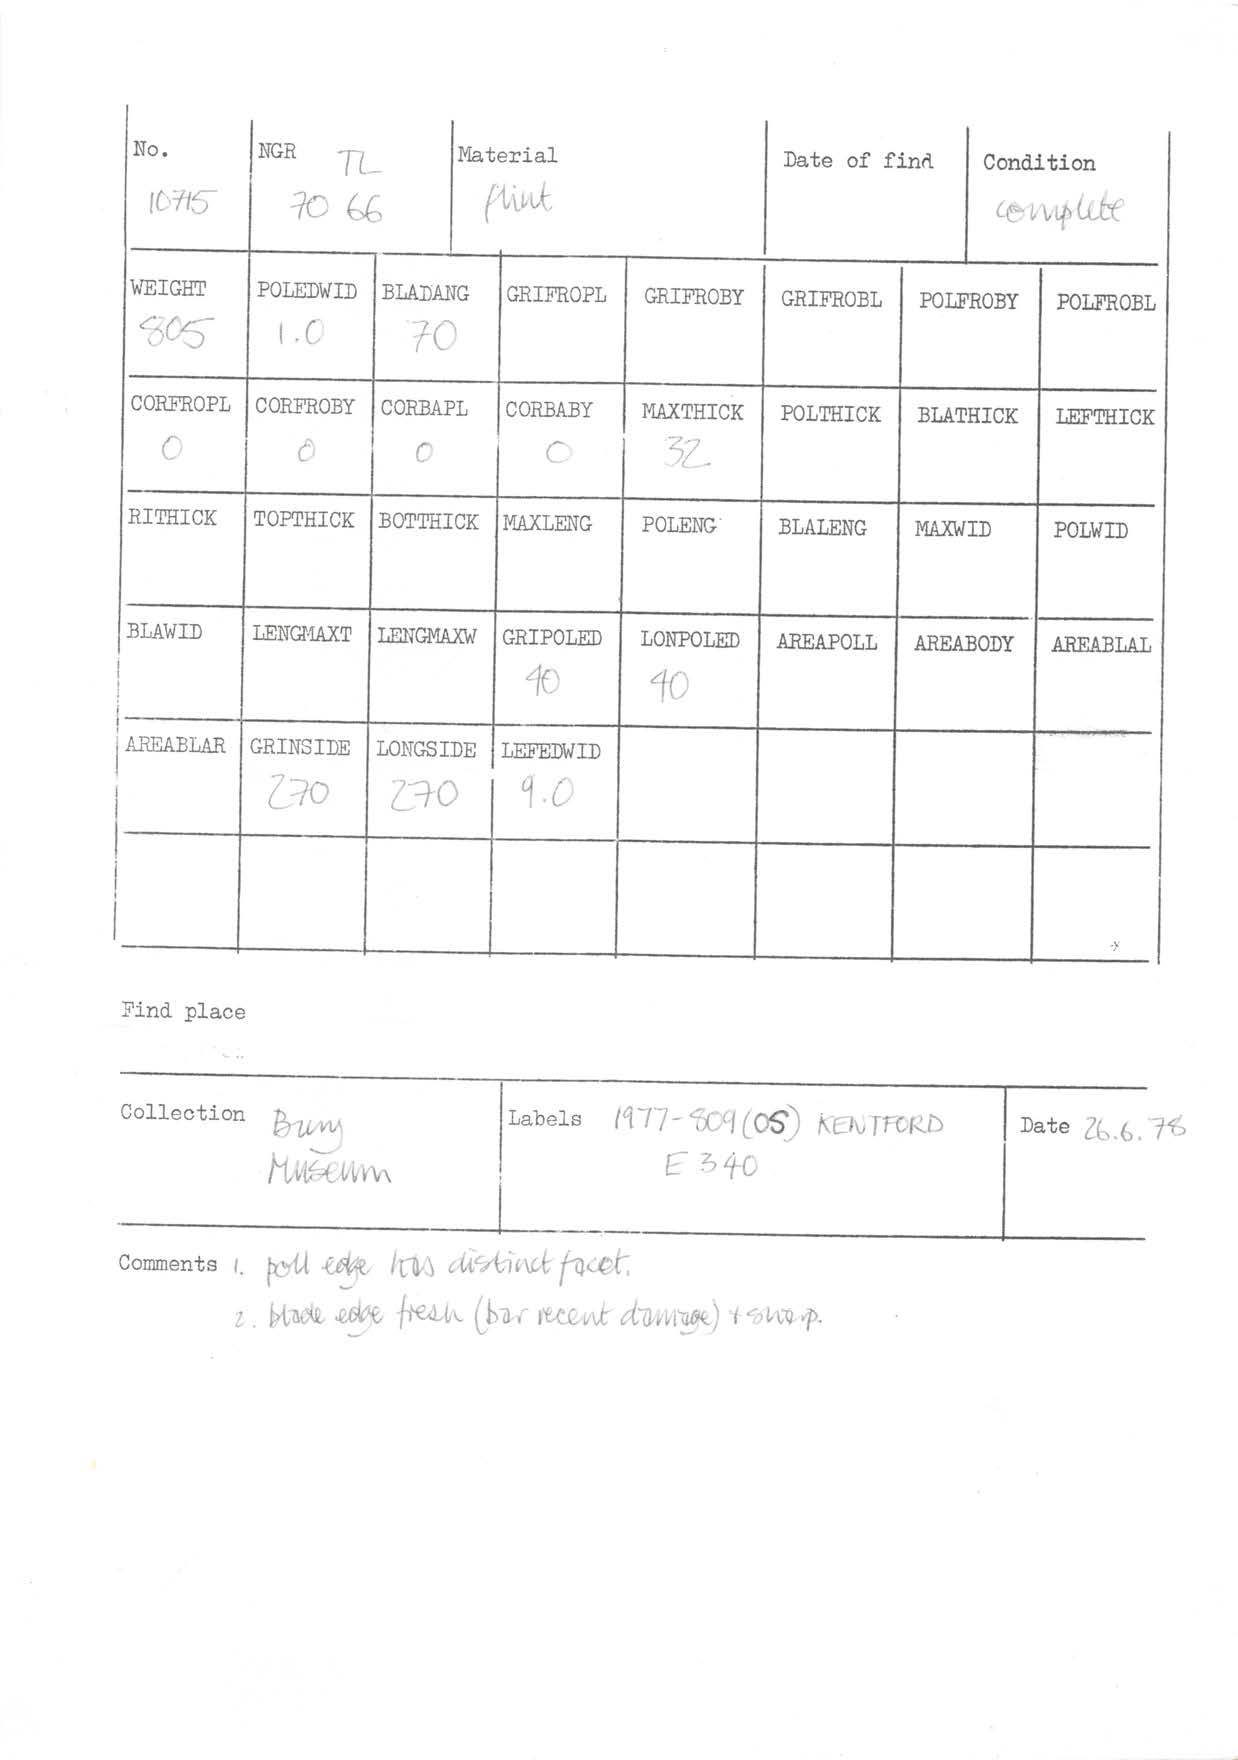 No. NGR TL Material Date of find Condition
10715 70 66 flint complete
WEIGHT POLEDWID BLADANG GRIFROPL GRIFROBY GRIFROBL POLFROBY POLFROBL
805 1.0 70
CORFROPL CORFROBY CORBAPL CORBABY MAXTHICK POLTHICK BLATHICK LEFTHICK
0 0 0 0 32
RITHICK TOPTHICK BOTTHICK MAXLENG POLENG BLALENG MAXWID POLWID
BLAWID LENGMAXT LENGMAXW GRIPOLED LONPOLED AREAPOLL AREABODY AREABLAL
40 40
AREABLAR GRINSIDE LONGSIDE LEFEDWID
270 270 9.0
Find place
Collection Bury Labels 1977-809(OS) KENTFORD Date 26.6.78
Museum E 340
Comments 1. poll edge has distinct facet.
2. blade edge fresh (bar recent damage) + sharp.